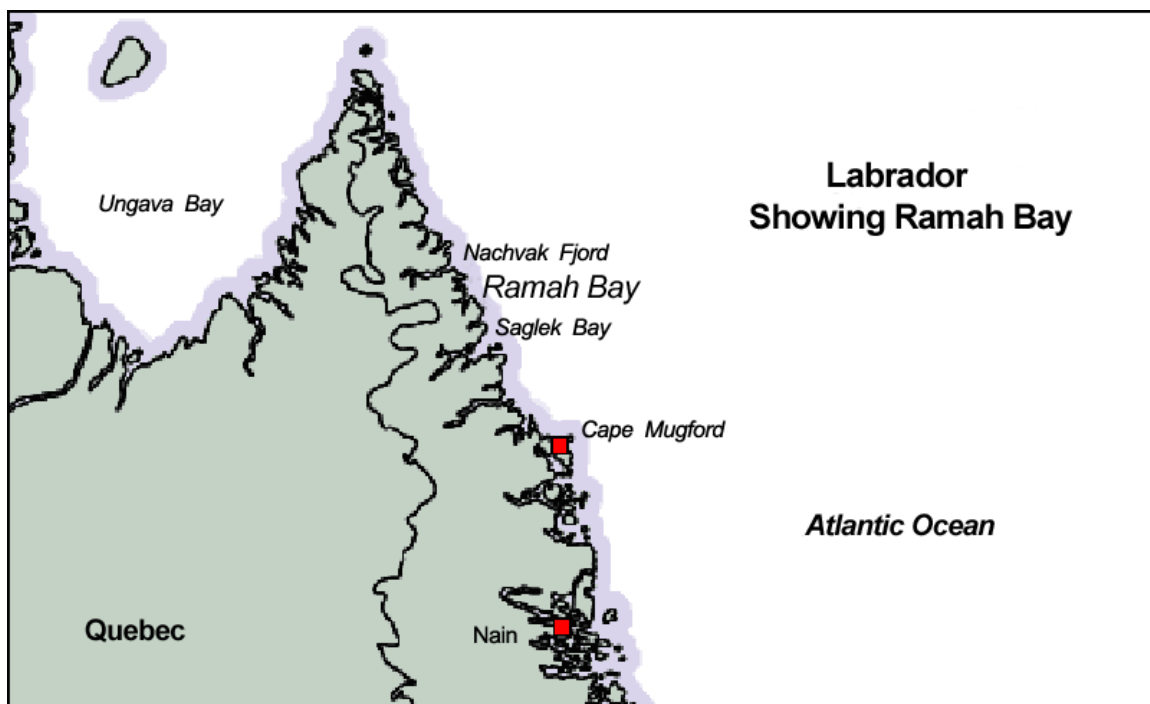 Labrador
Showing Ramah Bay
Ungava Bay
Nachvak Fjord
Ramah Bay
Saglek Bay
Cape Mugford
Atlantic Ocean
Quebec
Nain